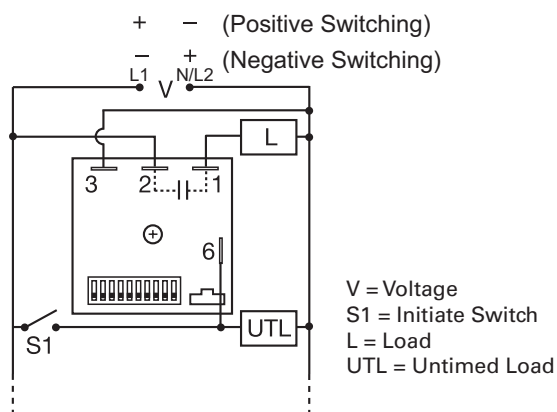 + − (Positive Switching)
− + (Negative Switching)
L1 V N/L2
L
3 2 1
6
V = Voltage
S1 = Initiate Switch
L = Load
UTL = Untimed Load
UTL
S1